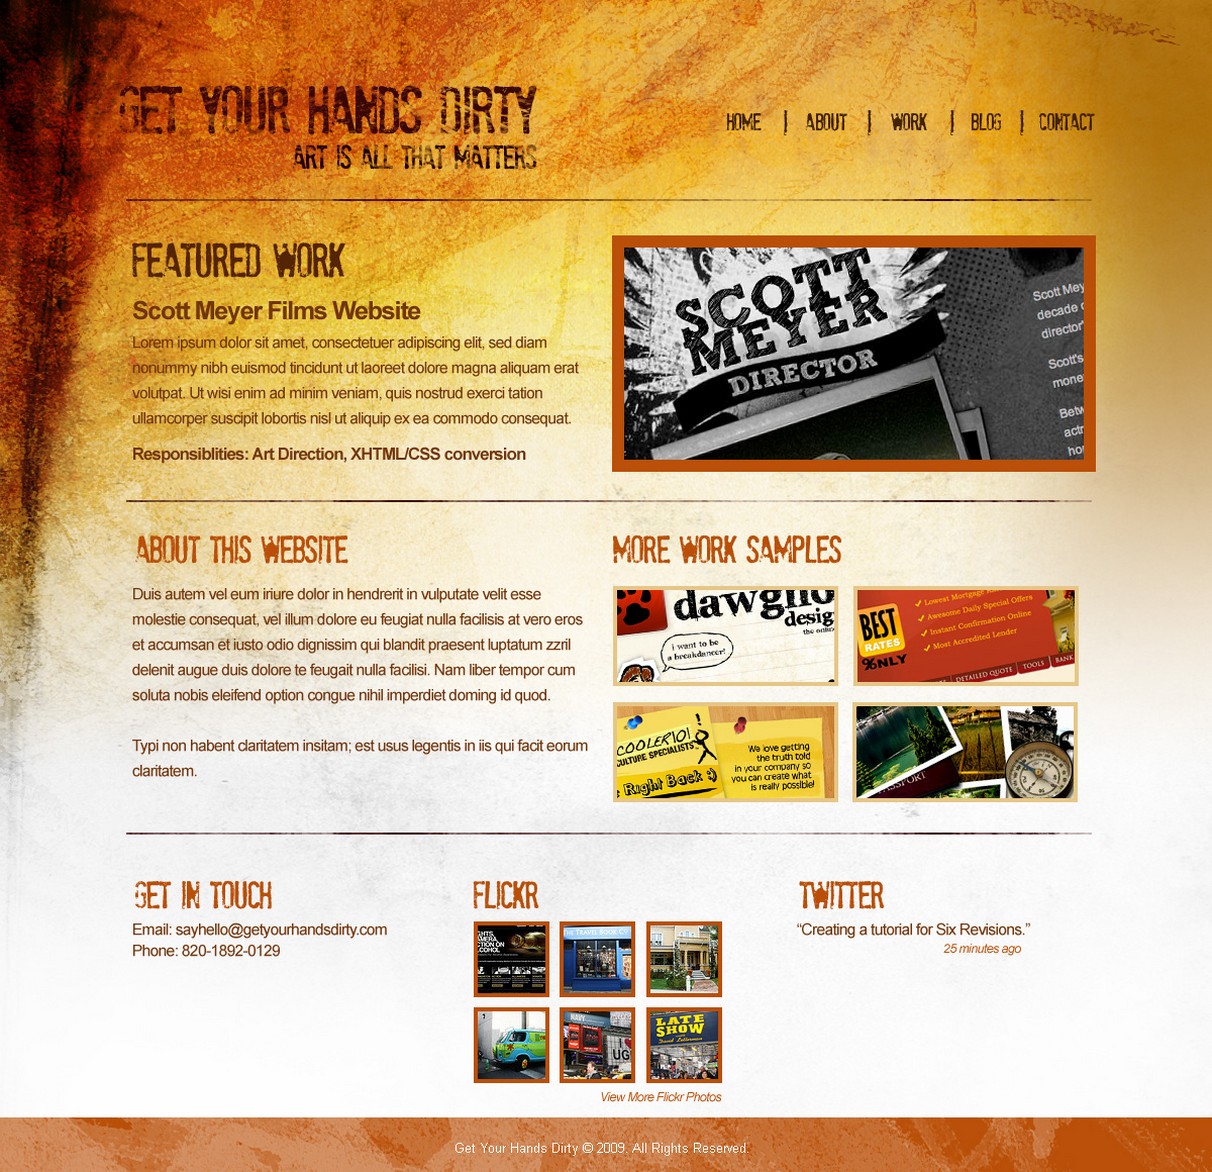 GET YOUR HANDS DIRTY
ART IS ALL THAT MATTERS
HOME | ABOUT | WORK | BLOG | CONTACT
FEATURED WORK
Scott Meyer Films Website
Lorem ipsum dolor sit amet, consectetuer adipiscing elit, sed diam
nonummy nibh euismod tincidunt ut laoreet dolore magna aliquam erat
volutpat. Ut wisi enim ad minim veniam, quis nostrud exerci tation
ullamcorper suscipit lobortis nisl ut aliquip ex ea commodo consequat.
Responsiblities: Art Direction, XHTML/CSS conversion
SCOTT
MEYER
DIRECTOR
Scott Mey
decade
director'
Scott's
mone
Betw
actr
ho
ABOUT THIS WEBSITE
Duis autem vel eum iriure dolor in hendrerit in vulputate velit esse
molestie consequat, vel illum dolore eu feugiat nulla facilisis at vero eros
et accumsan et iusto odio dignissim qui blandit praesent luptatum zzril
delenit augue duis dolore te feugait nulla facilisi. Nam liber tempor cum
soluta nobis eleifend option congue nihil imperdiet doming id quod.
Typi non habent claritatem insitam; est usus legentis in iis qui facit eorum
claritatem.
MORE WORK SAMPLES
desig
the onlin
i want to be
a breakdancer!
BEST
RATES
%NLY
Lowest Mortgage
Awesome Daily Special Offers
Instant Confirmation Online
Most Accredited Lender
DETAILED QUOTE
TOOLS
BANK
COOLER10!
CULTURE SPECIALISTS
Right Back :)
We love getting
the truth told
in your company so
you can create what
is really possible!
GET IN TOUCH
Email: sayhello@getyourhandsdirty.com
Phone: 820-1892-0129
FLICKR
THE TRAVEL BOOK CO
LATE
SHOW
View More Flickr Photos
TWITTER
“Creating a tutorial for Six Revisions.”
25 minutes ago
Get Your Hands Dirty © 2009. All Rights Reserved.